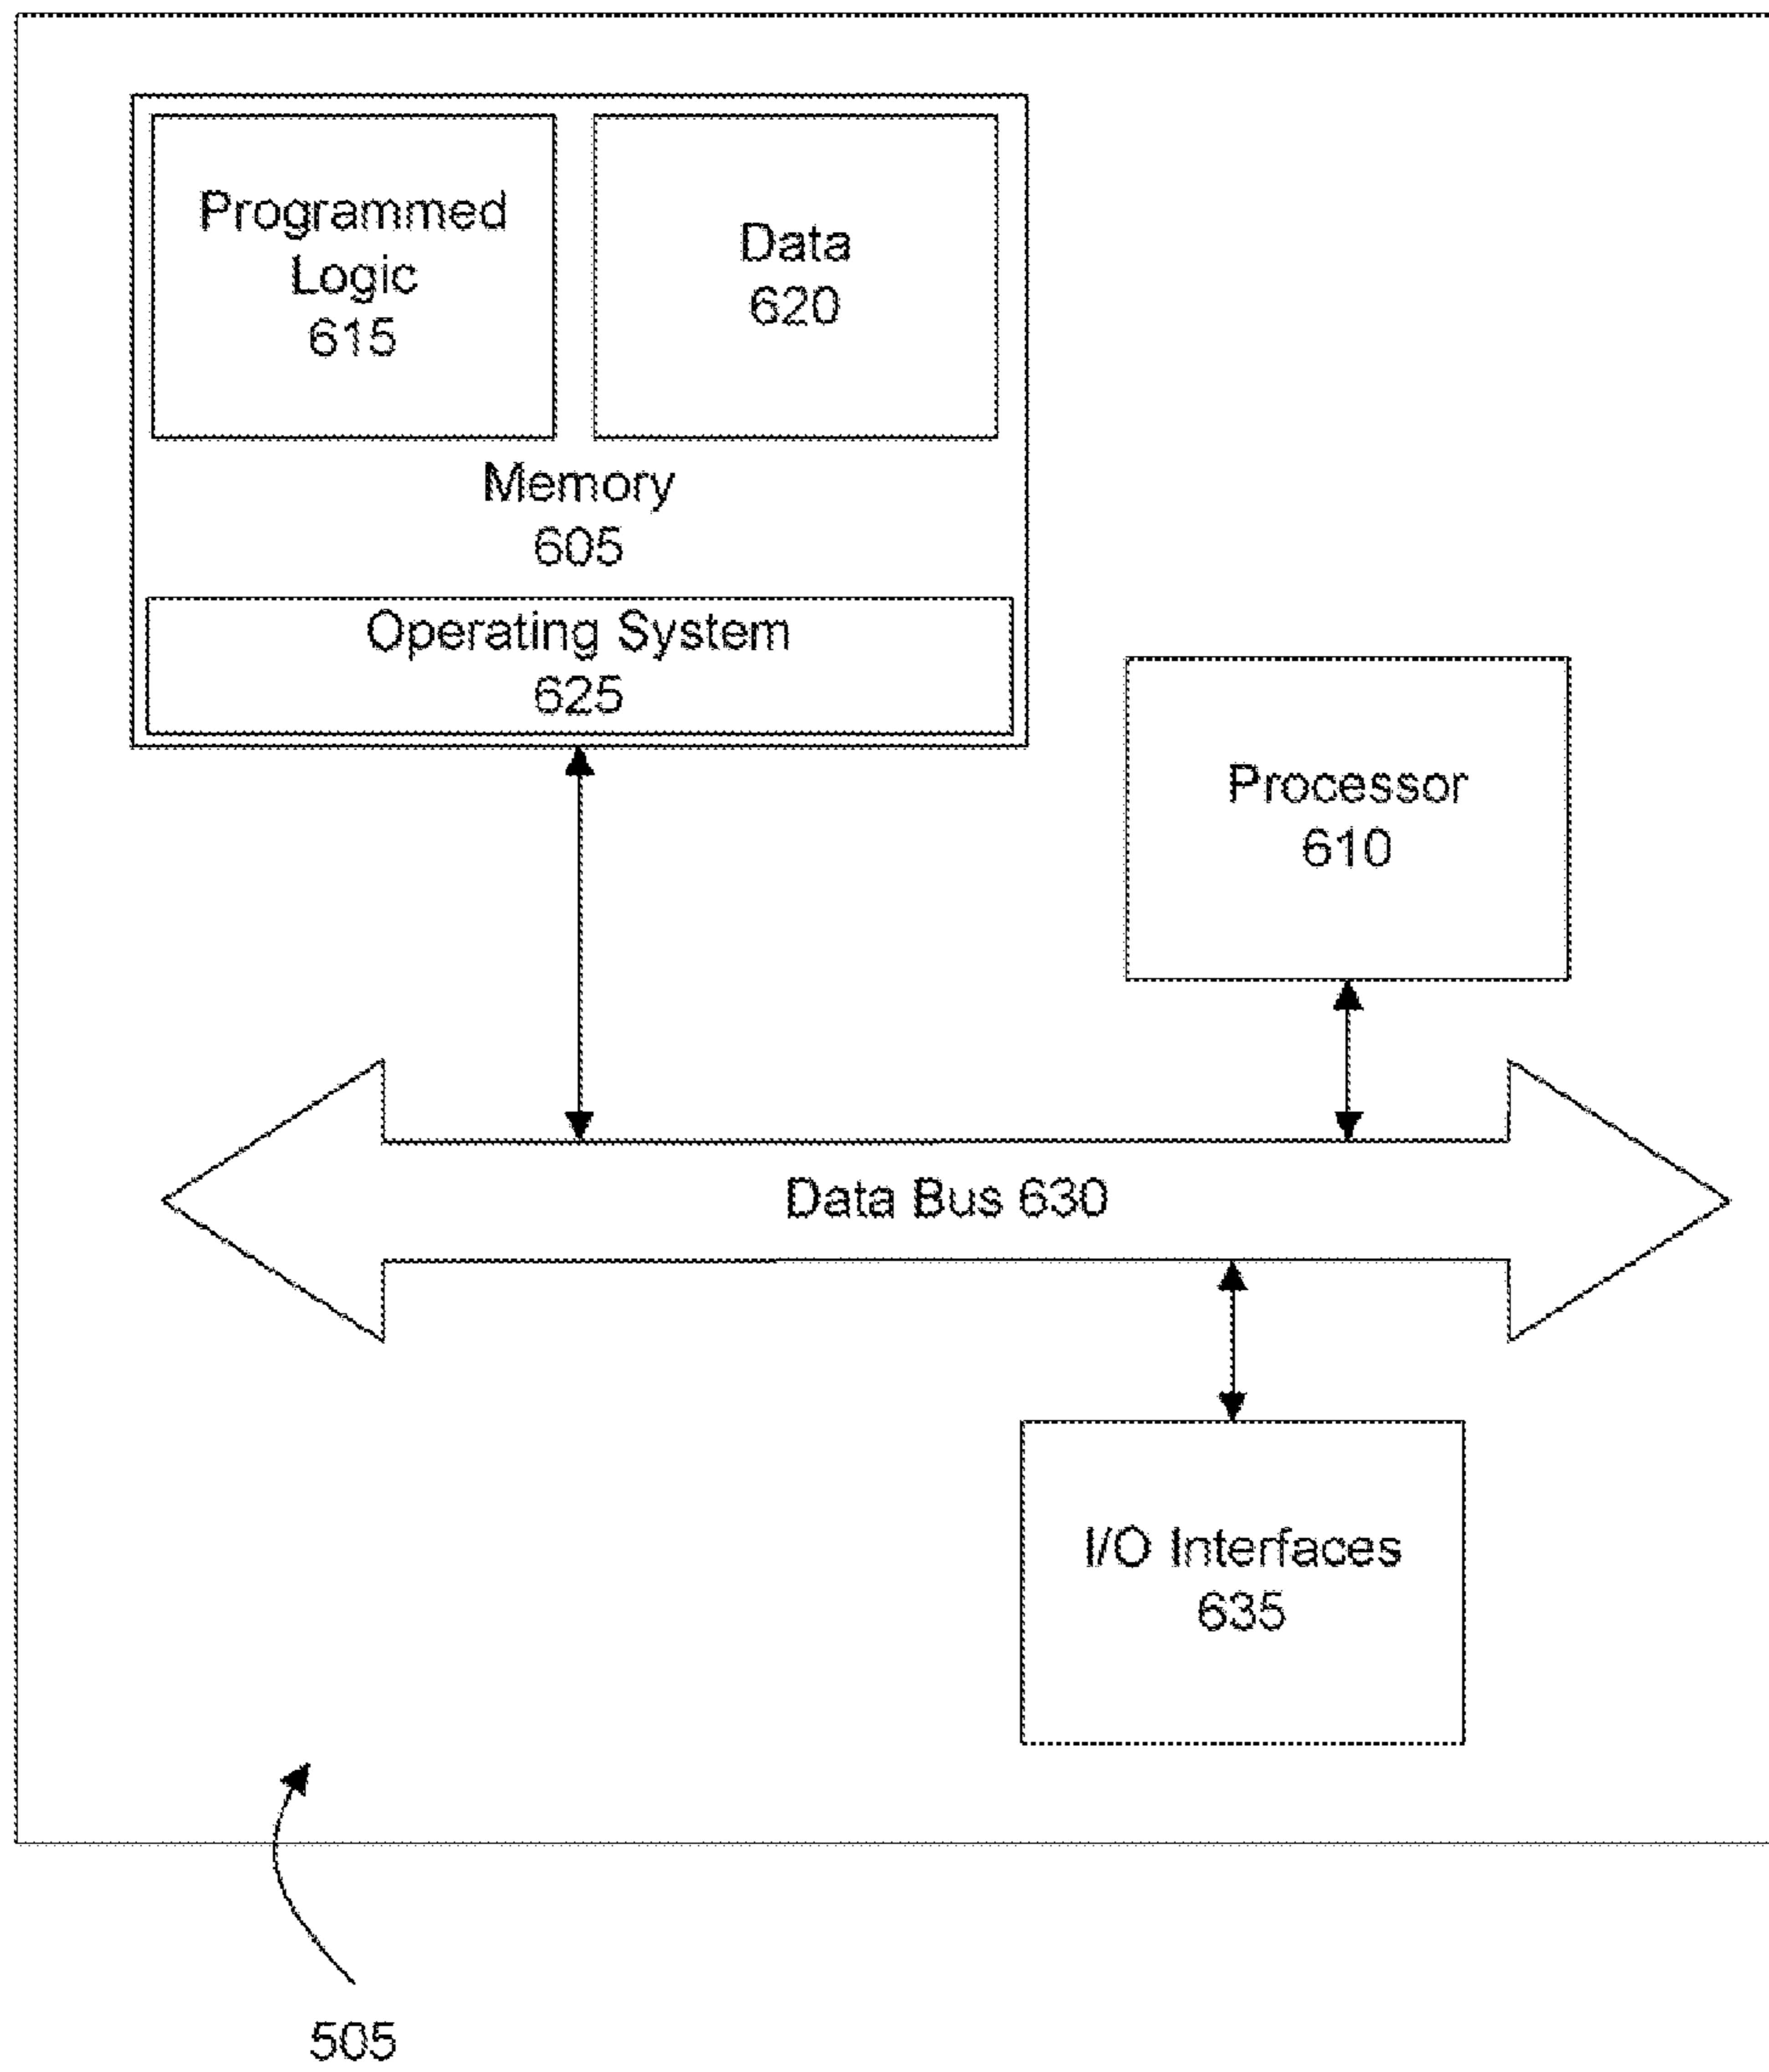 Programmed
Logic
615
Data
620
Memory
605
Operating System
625
Processor
610
Data Bus 630
I/O Interfaces
635
505